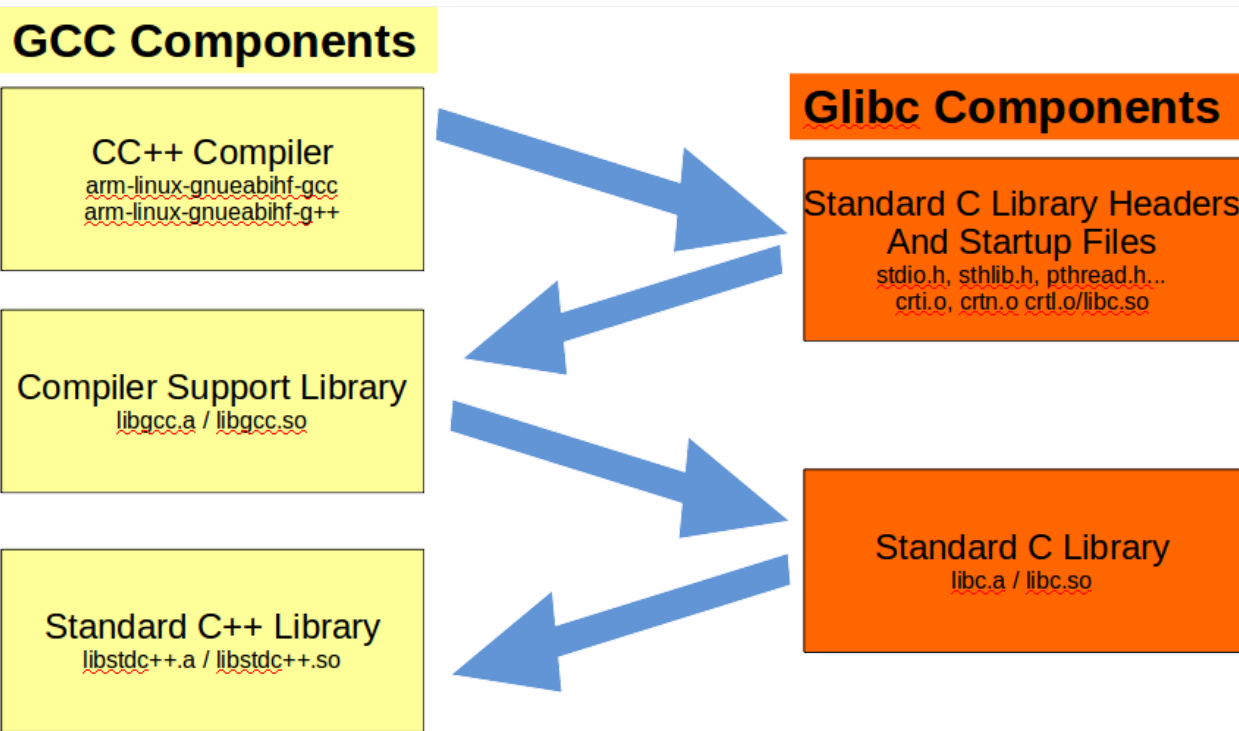 GCC Components
CC++ Compiler
arm-linux-gnueabihf-gcc
arm-linux-gnueabihf-g++
Compiler Support Library
libgcc.a / libgcc.so
Standard C++ Library
libstdc++.a / libstdc++.so
Glibc Components
Standard C Library Headers
And Startup Files
stdio.h, sthlib.h, pthread.h...
crti.o, crtn.o crtl.o/libc.so
Standard C Library
libc.a / libc.so